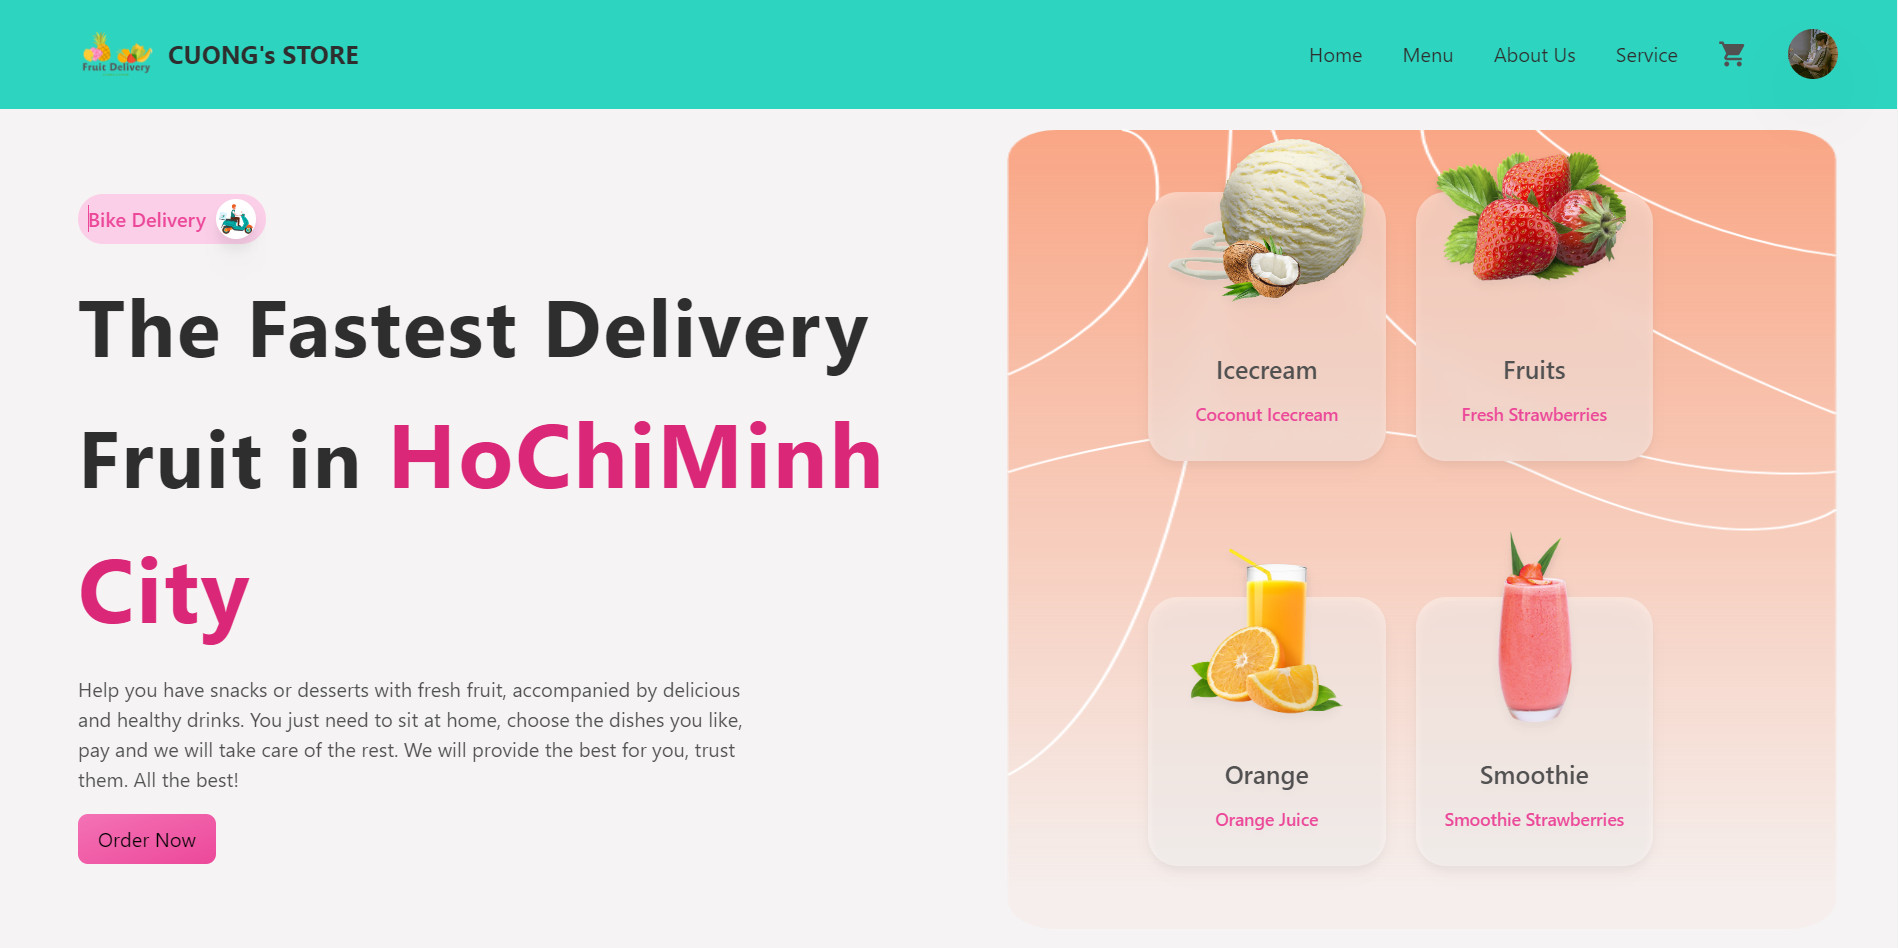 Fruit Delivery
CUONG's STORE
Home
Menu
About Us
Service
Bike Delivery
The Fastest Delivery
Fruit in HoChiMinh
City
Help you have snacks or desserts with fresh fruit, accompanied by delicious
and healthy drinks. You just need to sit at home, choose the dishes you like,
pay and we will take care of the rest. We will provide the best for you, trust
them. All the best!
Order Now
Icecream
Coconut Icecream
Fruits
Fresh Strawberries
Orange
Orange Juice
Smoothie
Smoothie Strawberries